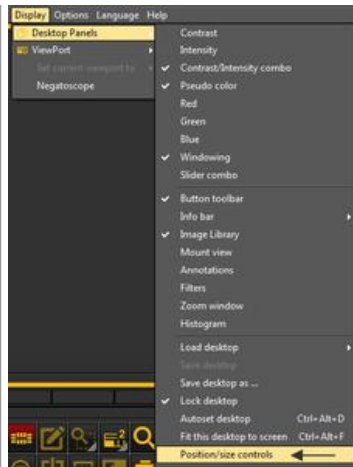 Display Options Language Help
Desktop Panels
ViewPort
Set current viewport to
Negatoscope
Contrast
Intensity
Contrast/Intensity combo
Pseudo color
Red
Green
Blue
Windowing
Slider combo
Button toolbar
Info bar
Image Library
Mount view
Annotations
Filters
Zoom window
Histogram
Load desktop
Save desktop
Save desktop as ...
Lock desktop
Autoset desktop Ctrl+Alt+D
Fit this desktop to screen Ctrl+Alt+F
Position/size controls